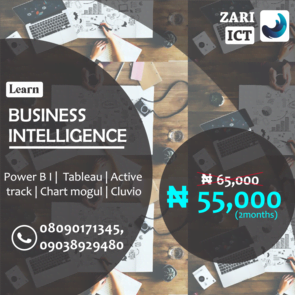 ZARI
ICT
Learn
BUSINESS
INTELLIGENCE
Power B I | Tableau | Active
track | Chart mogul | Cluvio
₦ 65,000
₦ 55,000
(2months)
08090171345,
09038929480